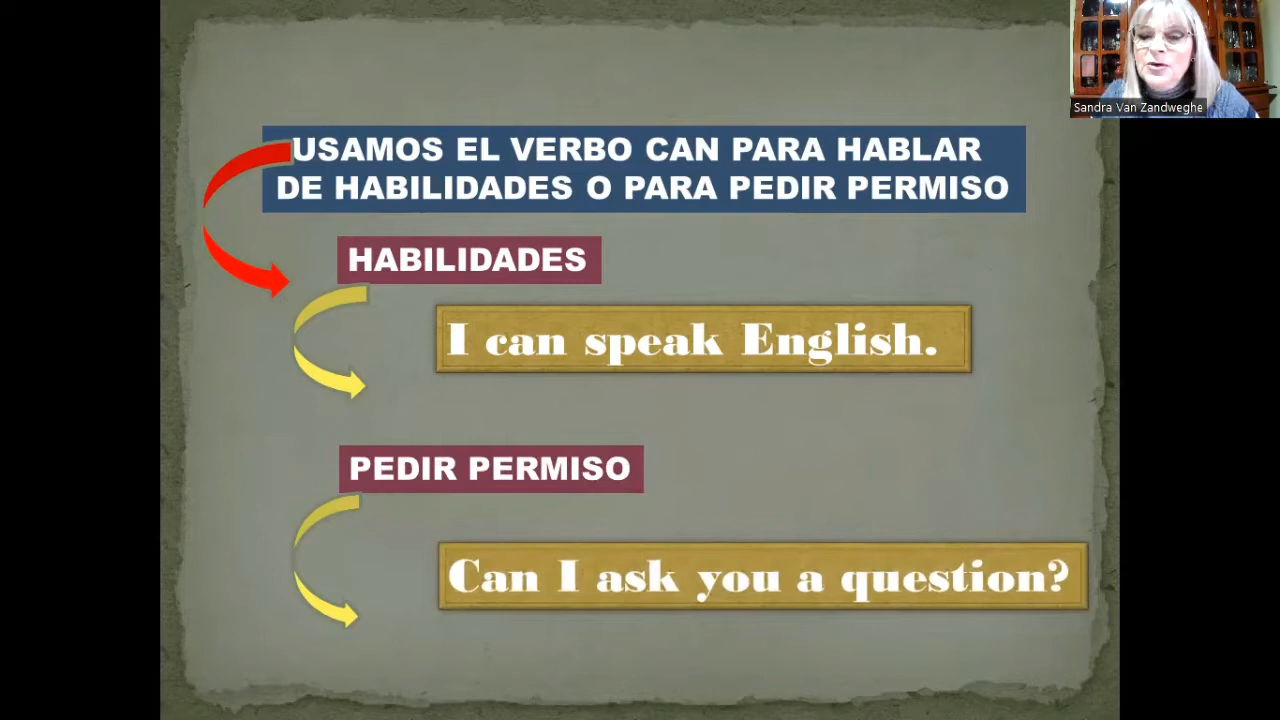 Sandra Van Zandweghe
USAMOS EL VERBO CAN PARA HABLAR
DE HABILIDADES O PARA PEDIR PERMISO
HABILIDADES
I can speak English.
PEDIR PERMISO
Can I ask you a question?